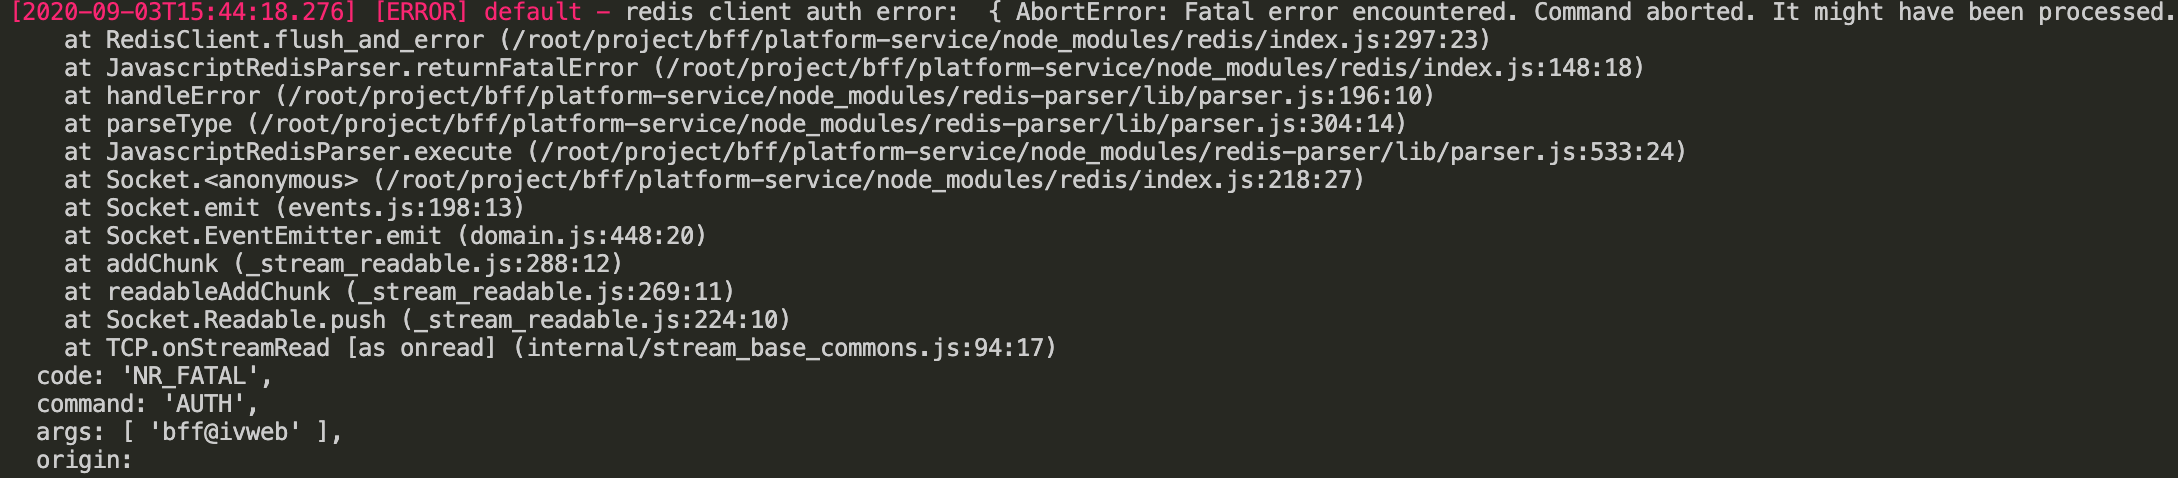 [2020-09-03T15:44:18.276] [ERROR] default - redis client auth error:  { AbortError: Fatal error encountered. Command aborted. It might have been processed.
    at RedisClient.flush_and_error (/root/project/bff/platform-service/node_modules/redis/index.js:297:23)
    at JavascriptRedisParser.returnFatalError (/root/project/bff/platform-service/node_modules/redis/index.js:148:18)
    at handleError (/root/project/bff/platform-service/node_modules/redis-parser/lib/parser.js:196:10)
    at parseType (/root/project/bff/platform-service/node_modules/redis-parser/lib/parser.js:304:14)
    at JavascriptRedisParser.execute (/root/project/bff/platform-service/node_modules/redis-parser/lib/parser.js:533:24)
    at Socket.<anonymous> (/root/project/bff/platform-service/node_modules/redis/index.js:218:27)
    at Socket.emit (events.js:198:13)
    at Socket.EventEmitter.emit (domain.js:448:20)
    at addChunk (_stream_readable.js:288:12)
    at readableAddChunk (_stream_readable.js:269:11)
    at Socket.Readable.push (_stream_readable.js:224:10)
    at TCP.onStreamRead [as onread] (internal/stream_base_commons.js:94:17)
  code: 'NR_FATAL',
  command: 'AUTH',
  args: [ 'bff@ivweb' ],
  origin: